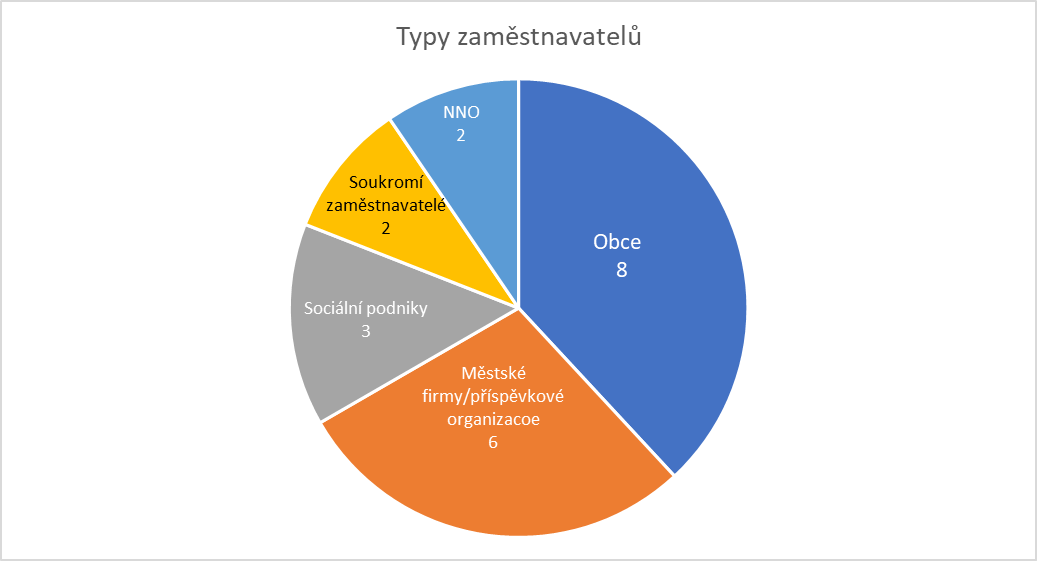 Typy zaměstnavatelů
NNO
2
Soukromí
zaměstnavatelé
2
Obce
8
Sociální podniky
3
Městské
firmy/příspěvkové
organizacoe
6